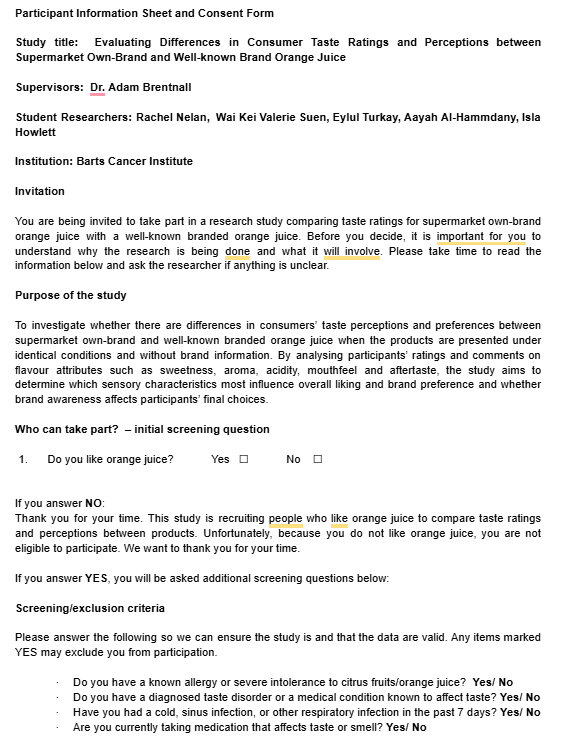 Participant Information Sheet and Consent Form
Study title: Evaluating Differences in Consumer Taste Ratings and Perceptions between
Supermarket Own-Brand and Well-known Brand Orange Juice
Supervisors: Dr. Adam Brentnall
Student Researchers: Rachel Nelan, Wai Kei Valerie Suen, Eylul Turkay, Aayah Al-Hammdany, Isla
Howlett
Institution: Barts Cancer Institute
Invitation
You are being invited to take part in a research study comparing taste ratings for supermarket own-brand
orange juice with a well-known branded orange juice. Before you decide, it is important for you to
understand why the research is being done and what it will involve. Please take time to read the
information below and ask the researcher if anything is unclear.
Purpose of the study
To investigate whether there are differences in consumers' taste perceptions and preferences between
supermarket own-brand and well-known branded orange juice when the products are presented under
identical conditions and without brand information. By analysing participants' ratings and comments on
flavour attributes such as sweetness, aroma, acidity, mouthfeel and aftertaste, the study aims to
determine which sensory characteristics most influence overall liking and brand preference and whether
brand awareness affects participants' final choices.
Who can take part? – initial screening question
1. Do you like orange juice? Yes ☐ No ☐
If you answer NO:
Thank you for your time. This study is recruiting people who like orange juice to compare taste ratings
and perceptions between products. Unfortunately, because you do not like orange juice, you are not
eligible to participate. We want to thank you for your time.
If you answer YES, you will be asked additional screening questions below:
Screening/exclusion criteria
Please answer the following so we can ensure the study is and that the data are valid. Any items marked
YES may exclude you from participation.
· Do you have a known allergy or severe intolerance to citrus fruits/orange juice? Yes/ No
· Do you have a diagnosed taste disorder or a medical condition known to affect taste? Yes/ No
· Have you had a cold, sinus infection, or other respiratory infection in the past 7 days? Yes/ No
· Are you currently taking medication that affects taste or smell? Yes/ No